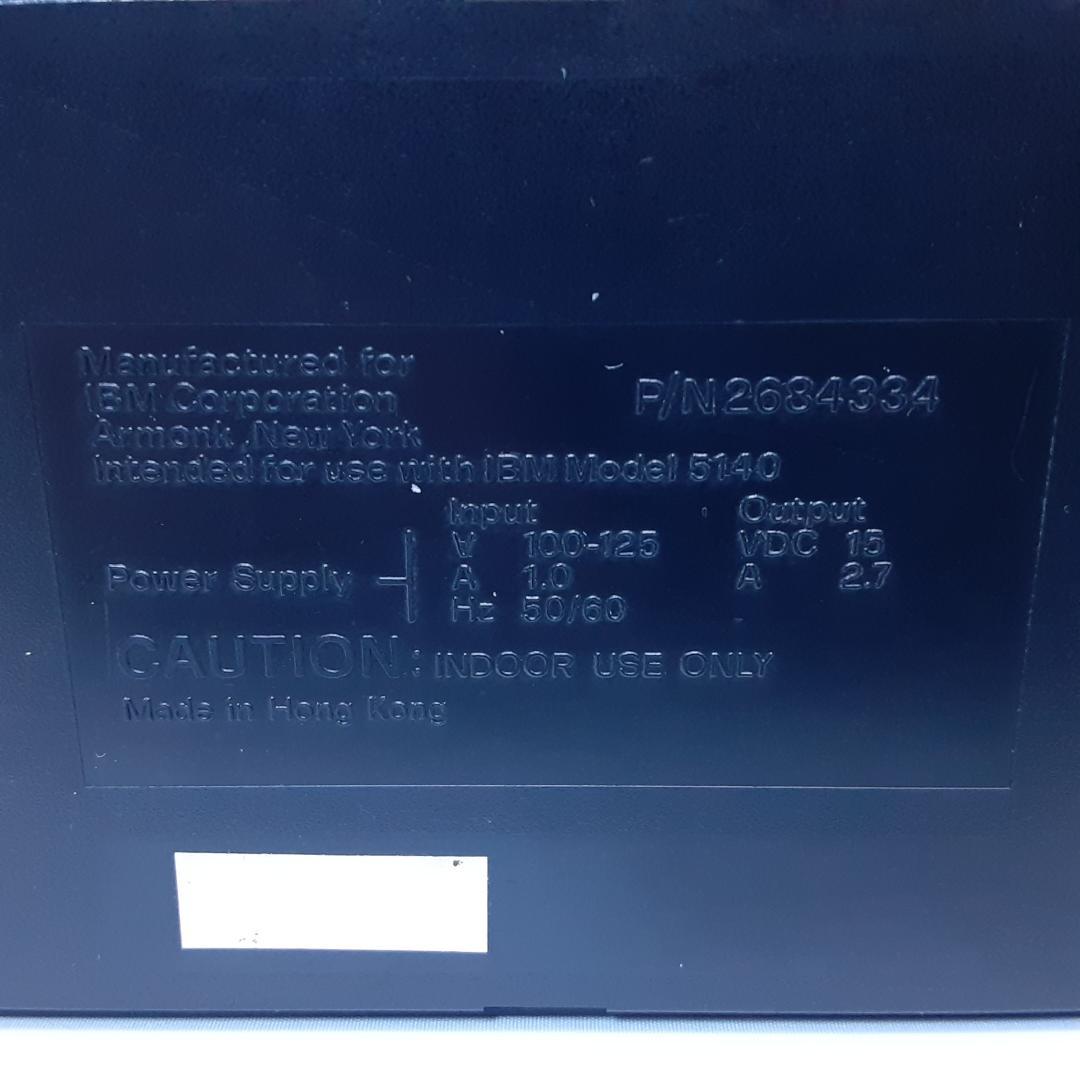 Manufactured for
IBM Corporation
Armonk, New York
P/N 2684334
Intended for use with IBM Model 5140
Input Output
V 100-125 VDC 15
Power Supply A 1.0 A 2.7
Hz 50/60
CAUTION: INDOOR USE ONLY
Made in Hong Kong